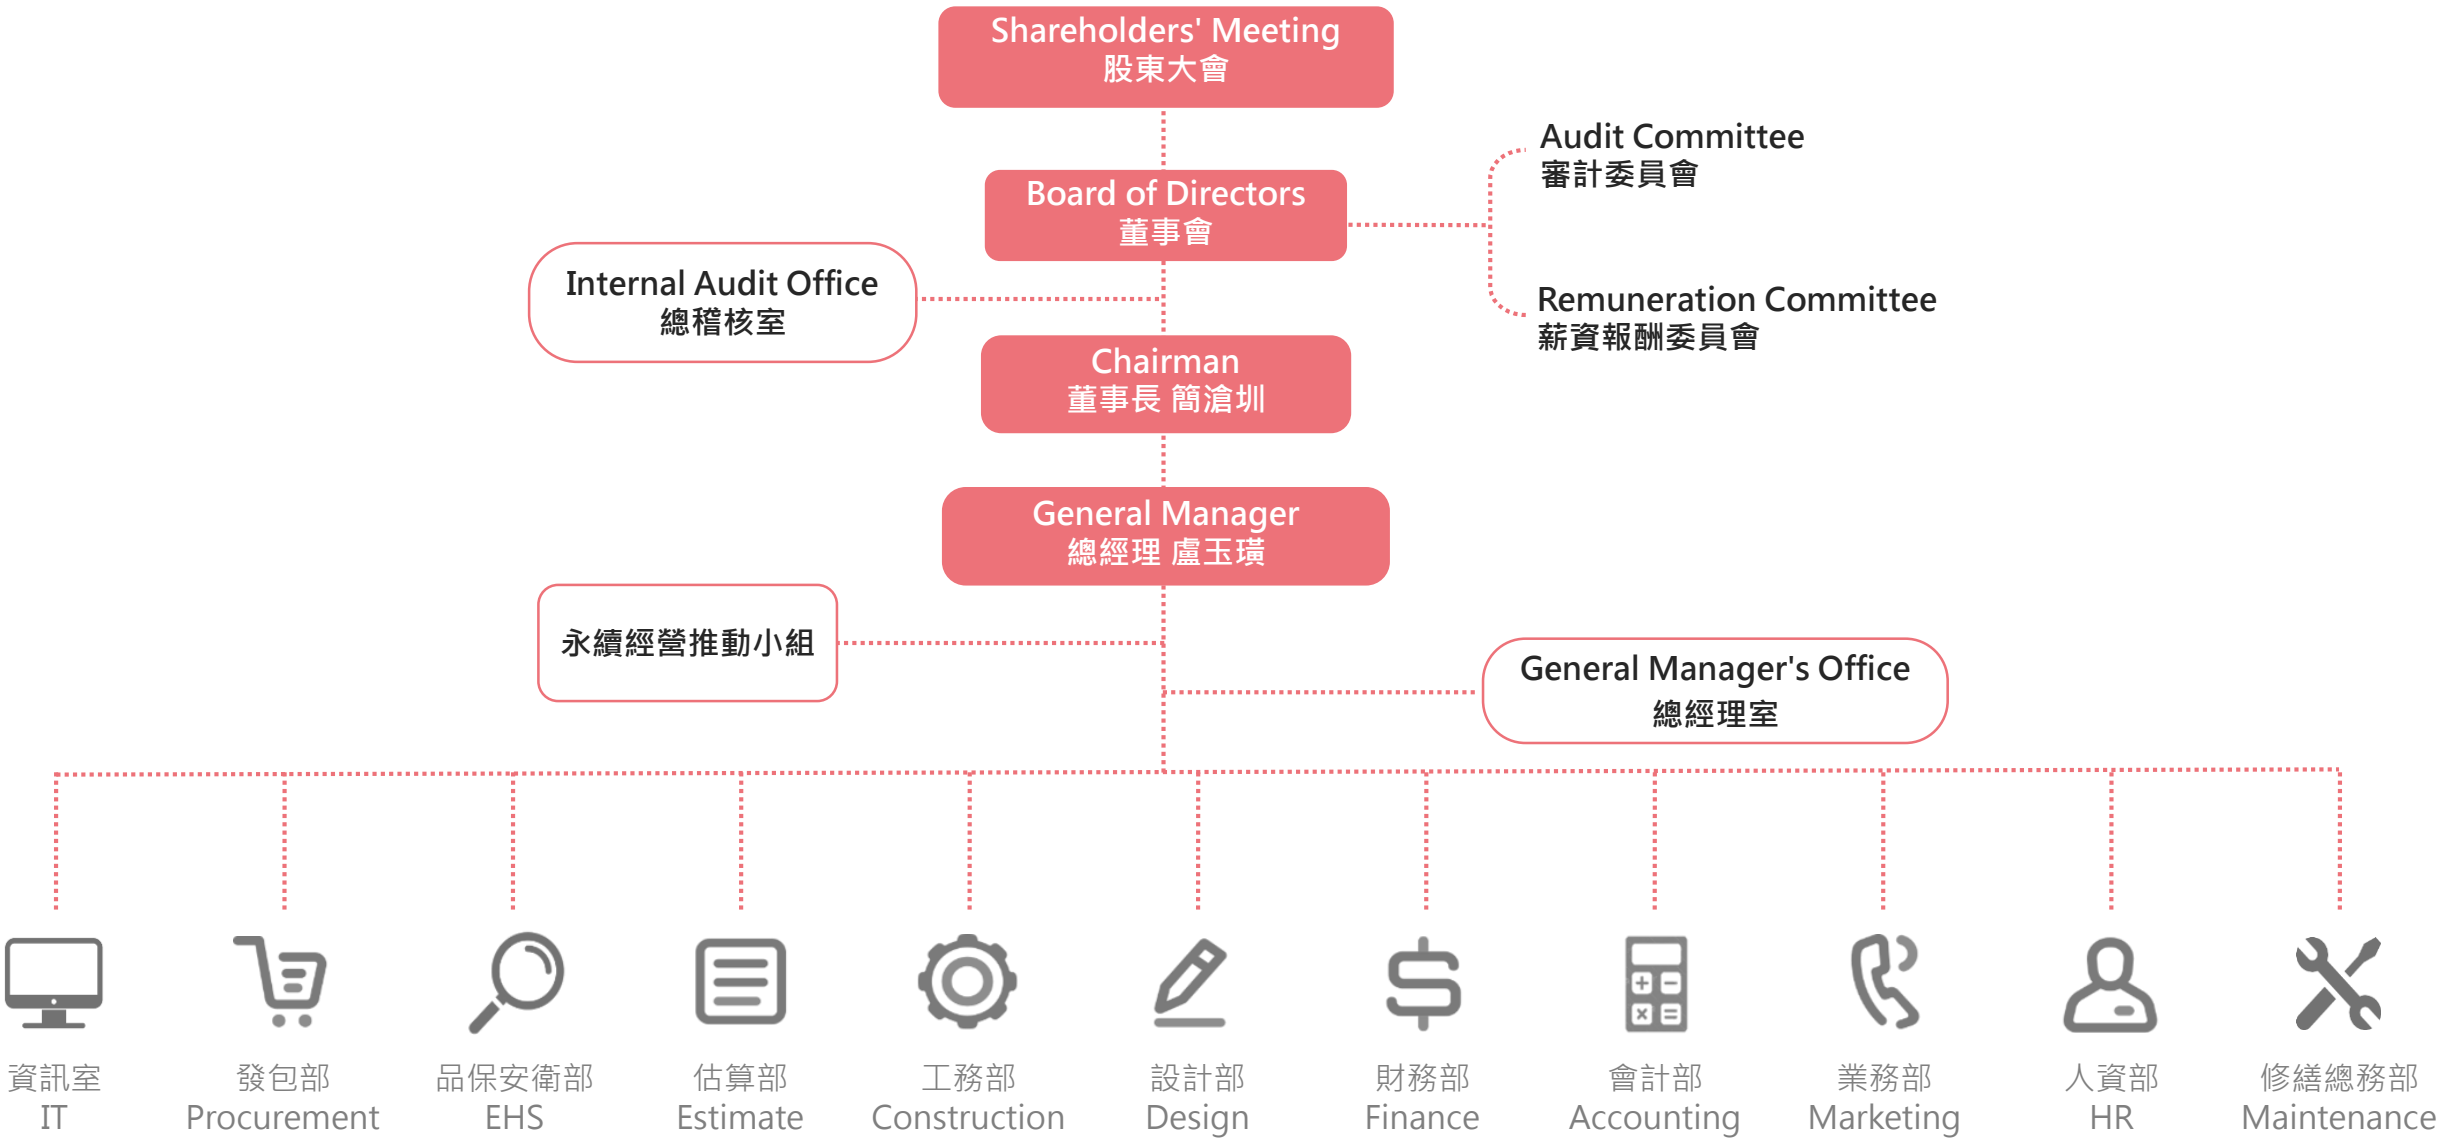 Shareholders' Meeting
股東大會
Audit Committee
審計委員會
Board of Directors
董事會
Internal Audit Office
總稽核室
Remuneration Committee
薪資報酬委員會
Chairman
董事長 簡滄圳
General Manager
總經理 盧玉璜
永續經營推動小組
General Manager's Office
總經理室
資訊室
IT
發包部
Procurement
品保安衛部
EHS
估算部
Estimate
工務部
Construction
設計部
Design
財務部
Finance
會計部
Accounting
業務部
Marketing
人資部
HR
修繕總務部
Maintenance